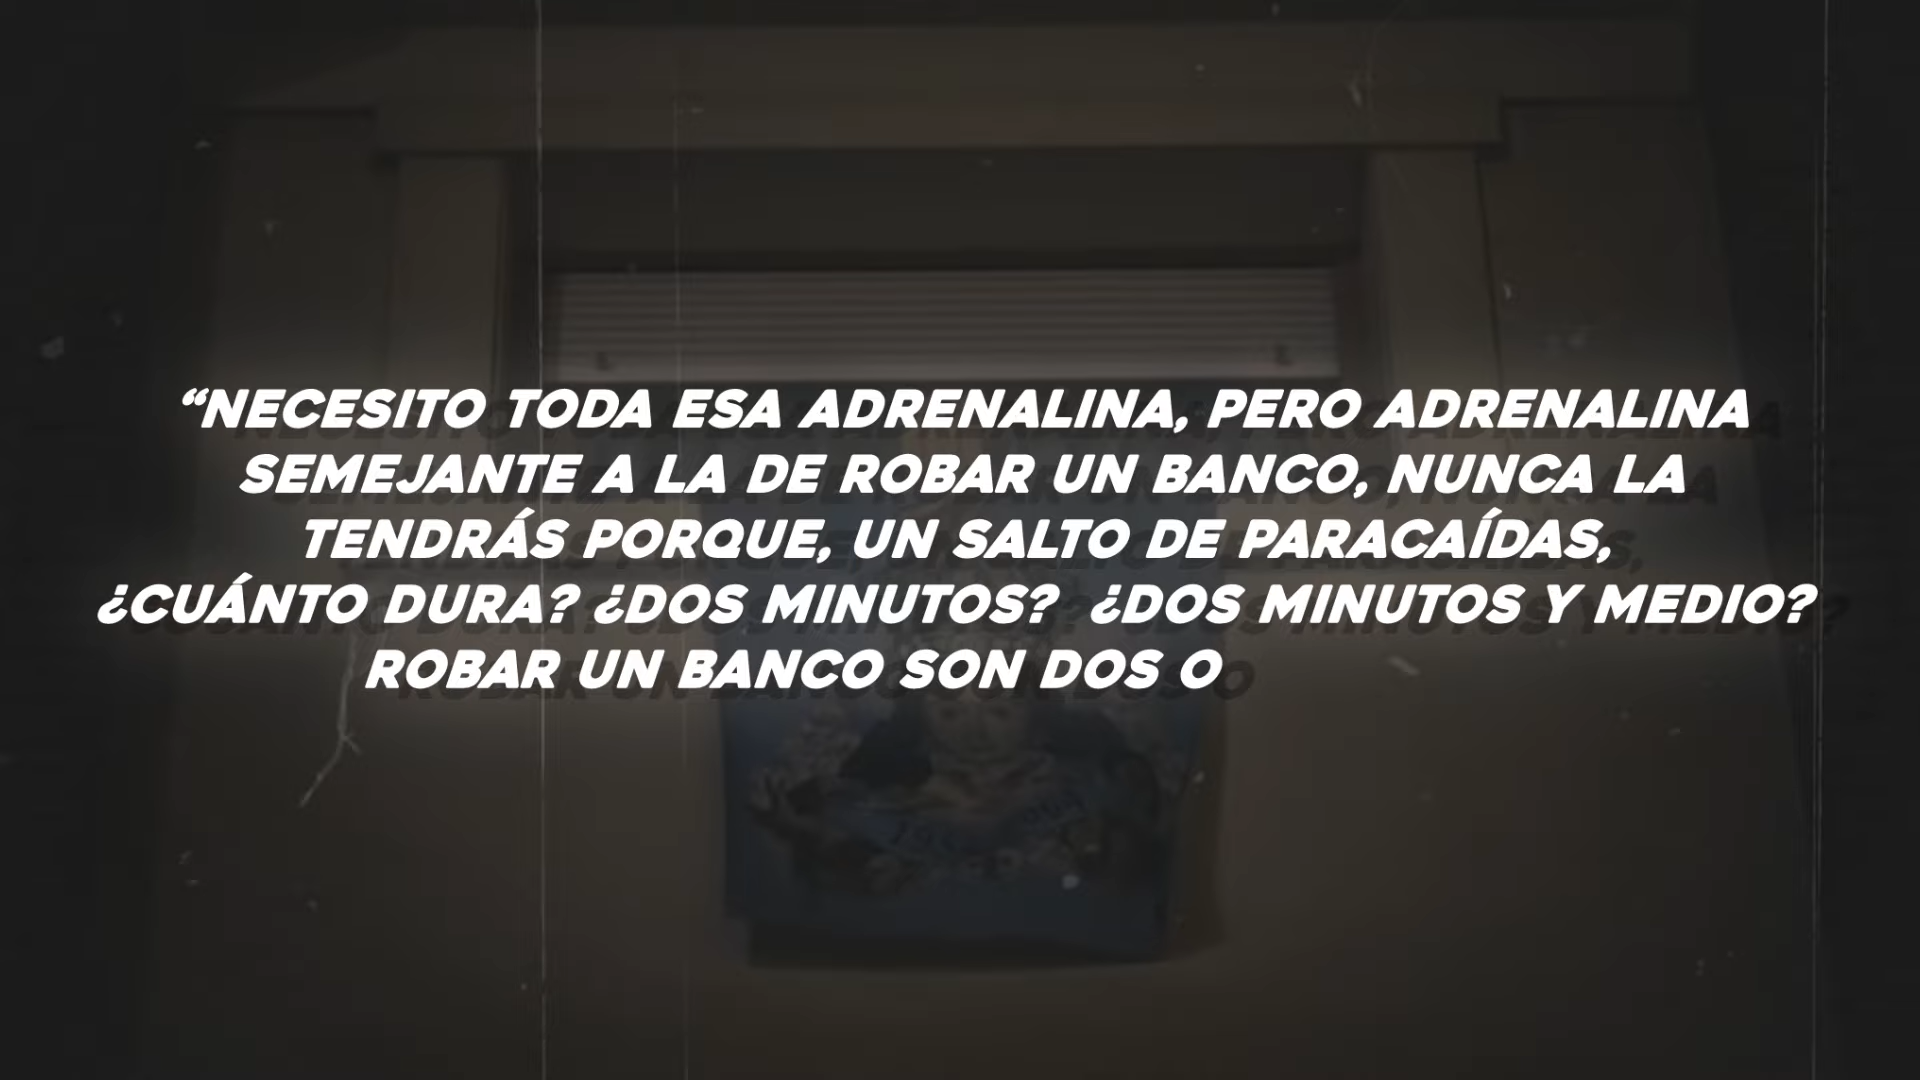 “NECESITO TODA ESA ADRENALINA, PERO ADRENALINA
SEMEJANTE A LA DE ROBAR UN BANCO, NUNCA LA
TENDRÁS PORQUE, UN SALTO DE PARACAÍDAS,
¿CUÁNTO DURA? ¿DOS MINUTOS? ¿DOS MINUTOS Y MEDIO?
ROBAR UN BANCO SON DOS O